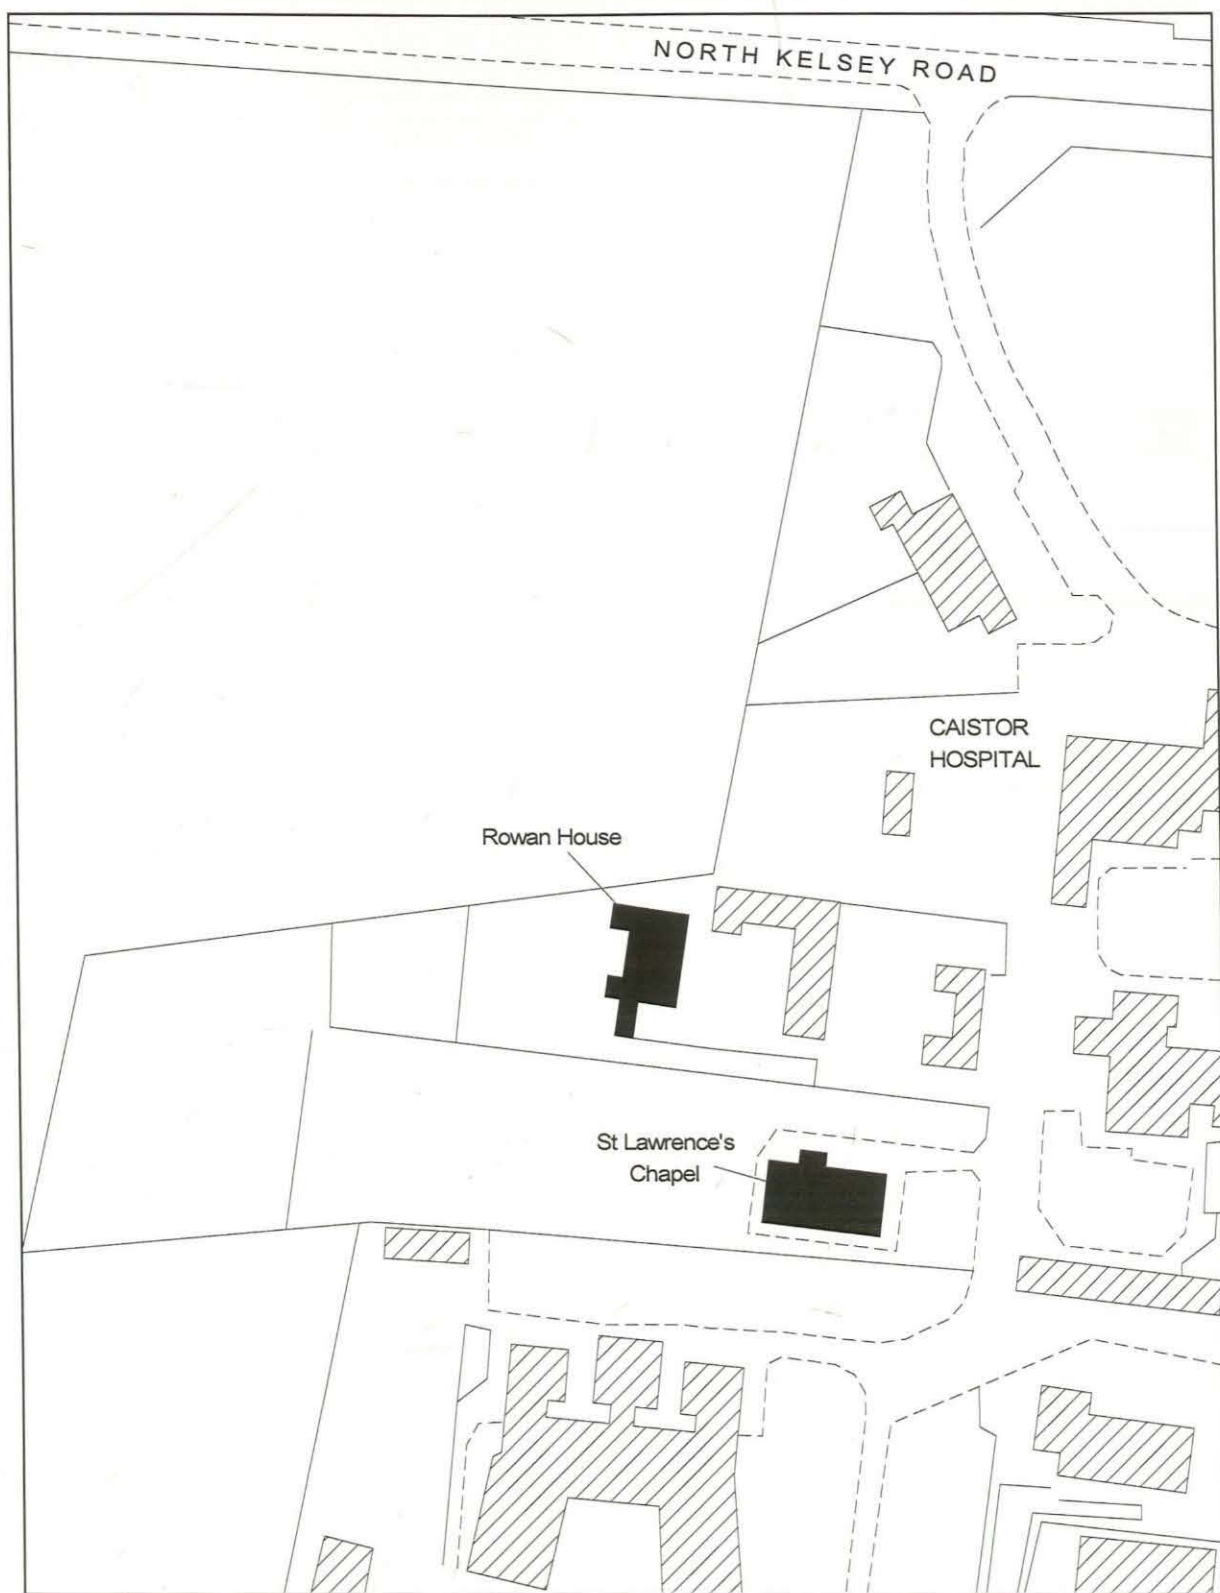 NORTH KELSEY ROAD
CAISTOR
HOSPITAL
Rowan House
St Lawrence's
Chapel